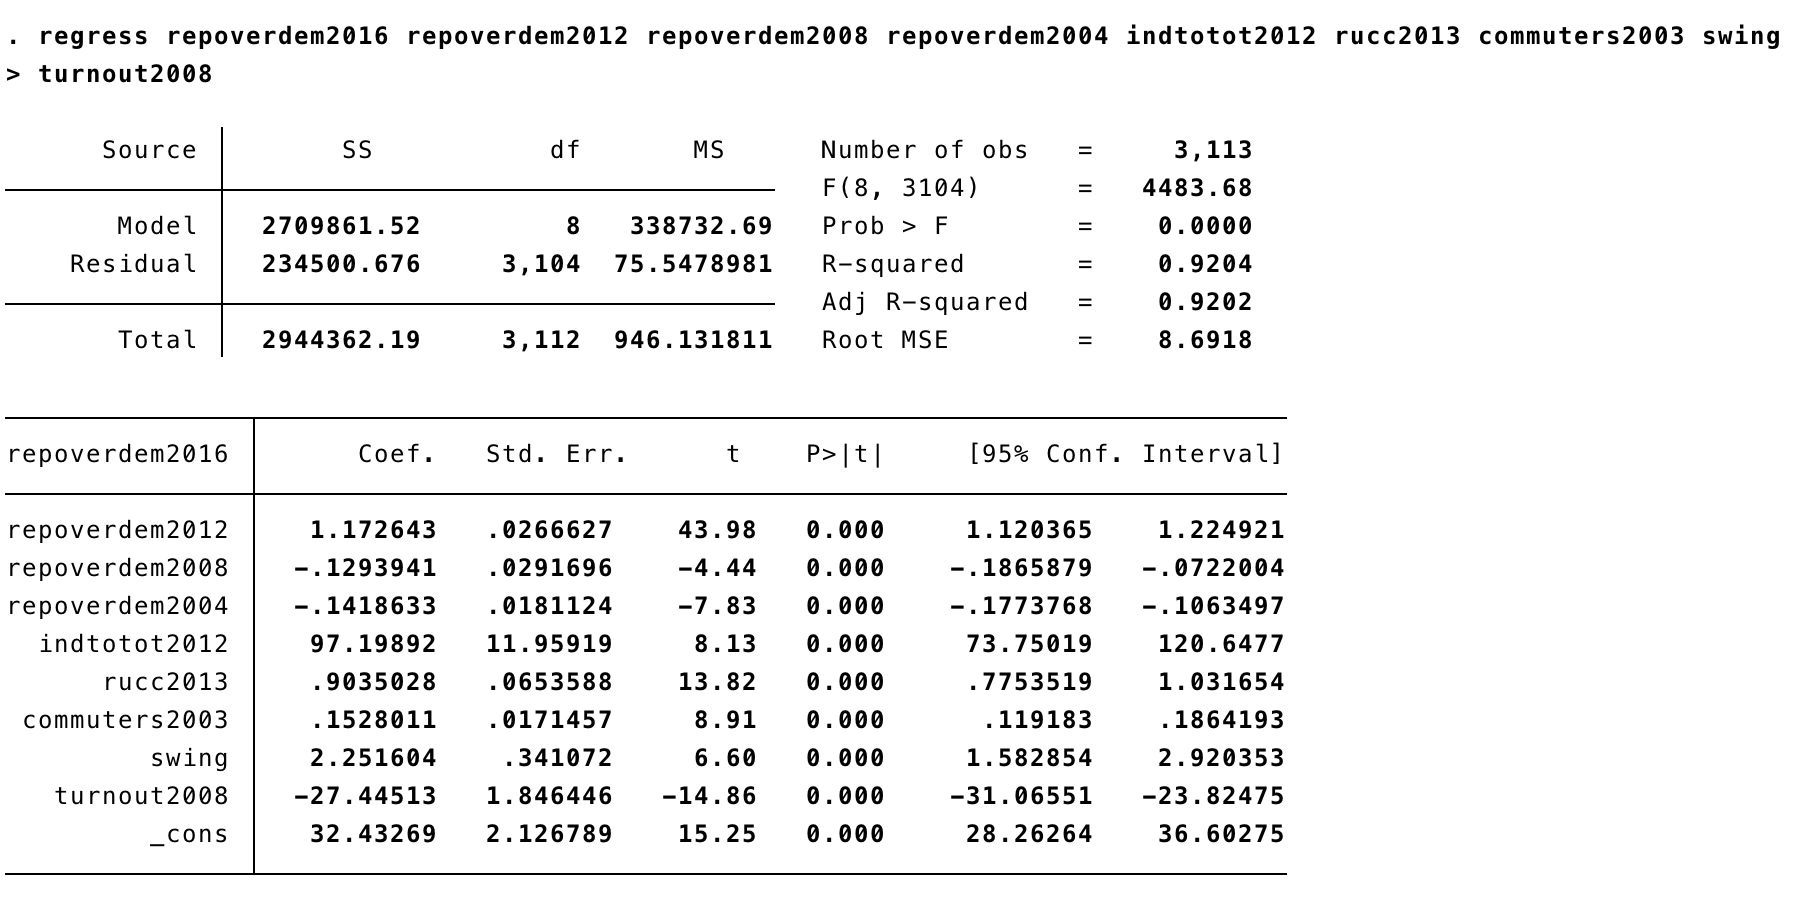 . regress repoverdem2016 repoverdem2012 repoverdem2008 repoverdem2004 indtotot2012 rucc2013 commuters2003 swing
> turnout2008
Source | SS df MS Number of obs = 3,113
F(8, 3104) = 4483.68
Model | 2709861.52 8 338732.69 Prob > F = 0.0000
Residual | 234500.676 3,104 75.5478981 R-squared = 0.9204
Adj R-squared = 0.9202
Total | 2944362.19 3,112 946.131811 Root MSE = 8.6918
repoverdem2016 | Coef. Std. Err. t P>|t| [95% Conf. Interval]
repoverdem2012 | 1.172643 .0266627 43.98 0.000 1.120365 1.224921
repoverdem2008 | -.1293941 .0291696 -4.44 0.000 -.1865879 -.0722004
repoverdem2004 | -.1418633 .0181124 -7.83 0.000 -.1773768 -.1063497
indtotot2012 | 97.19892 11.95919 8.13 0.000 73.75019 120.6477
rucc2013 | .9035028 .0653588 13.82 0.000 .7753519 1.031654
commuters2003 | .1528011 .0171457 8.91 0.000 .119183 .1864193
swing | 2.251604 .341072 6.60 0.000 1.582854 2.920353
turnout2008 | -27.44513 1.846446 -14.86 0.000 -31.06551 -23.82475
_cons | 32.43269 2.126789 15.25 0.000 28.26264 36.60275